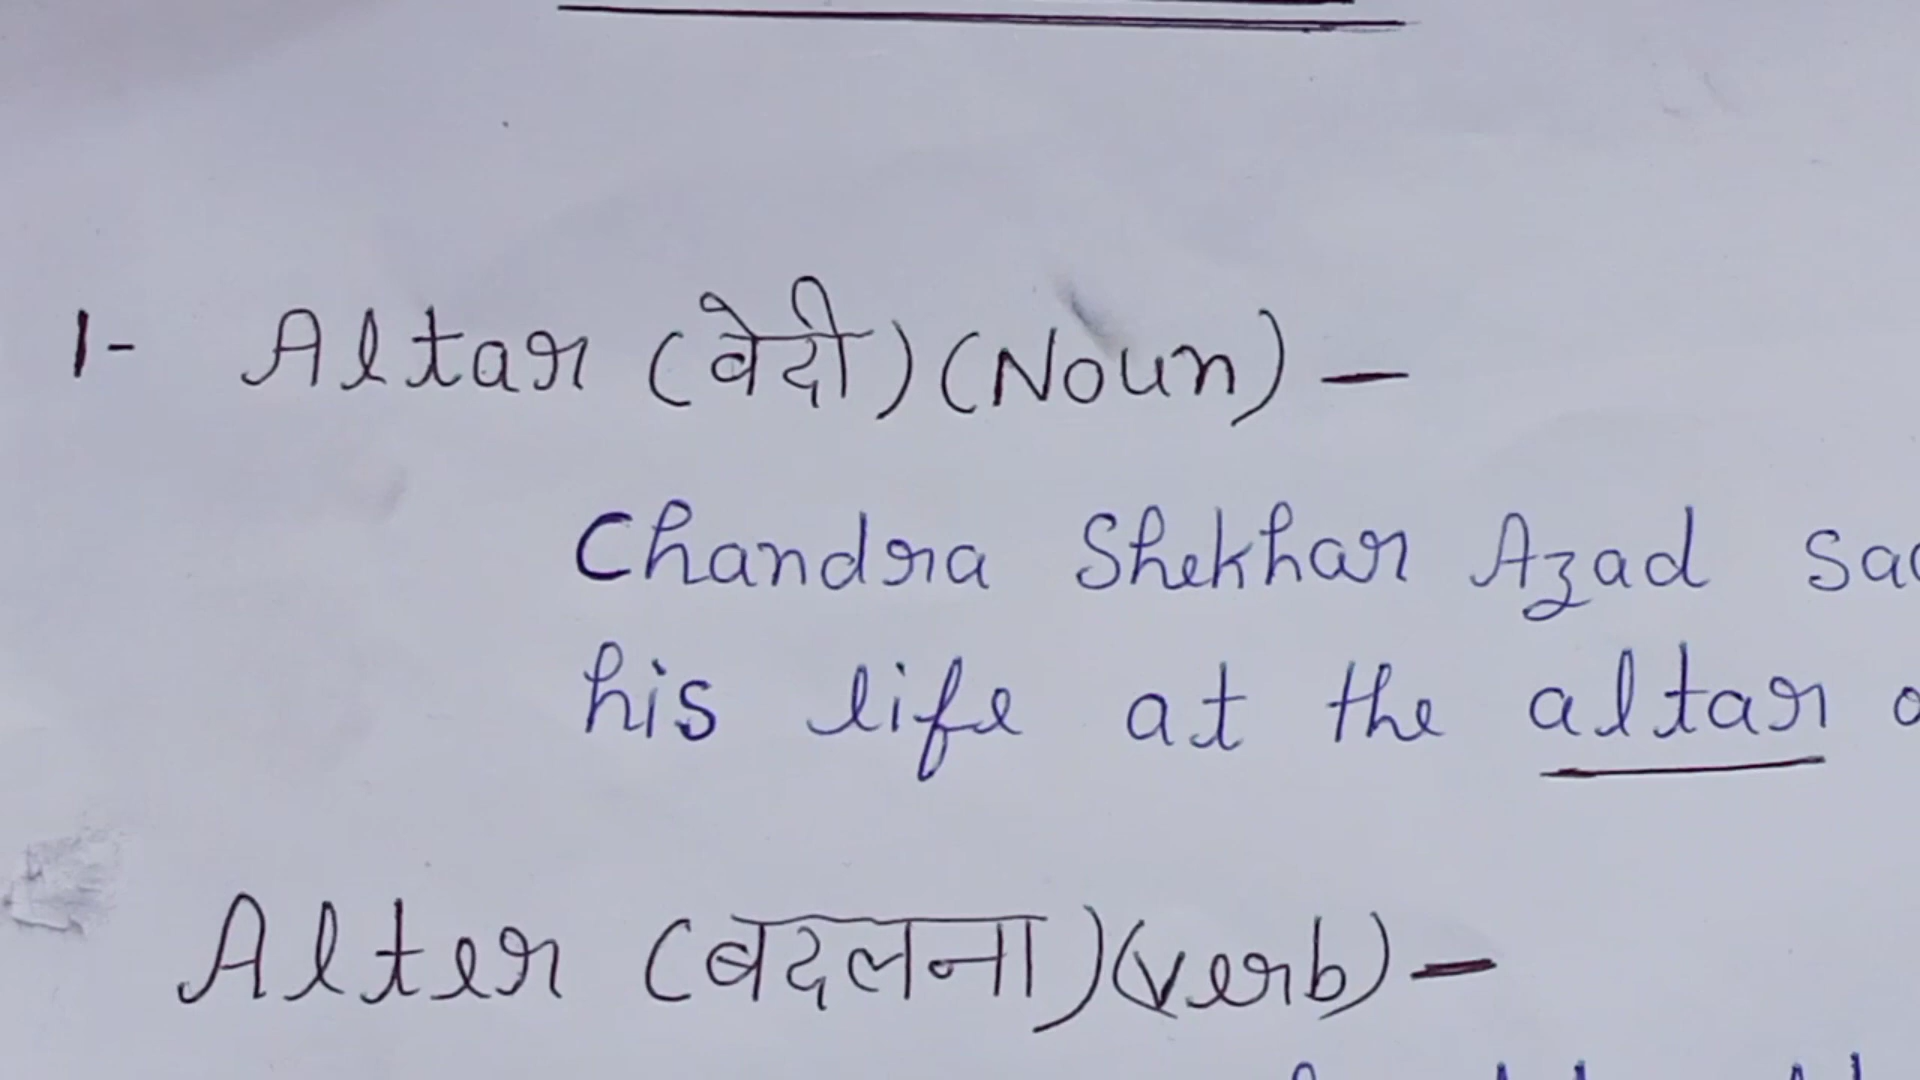 1- Altar (वेदी) (Noun) –
Chandra Shekhar Azad
his life at the altar
Alter (बदलना) (verb) –